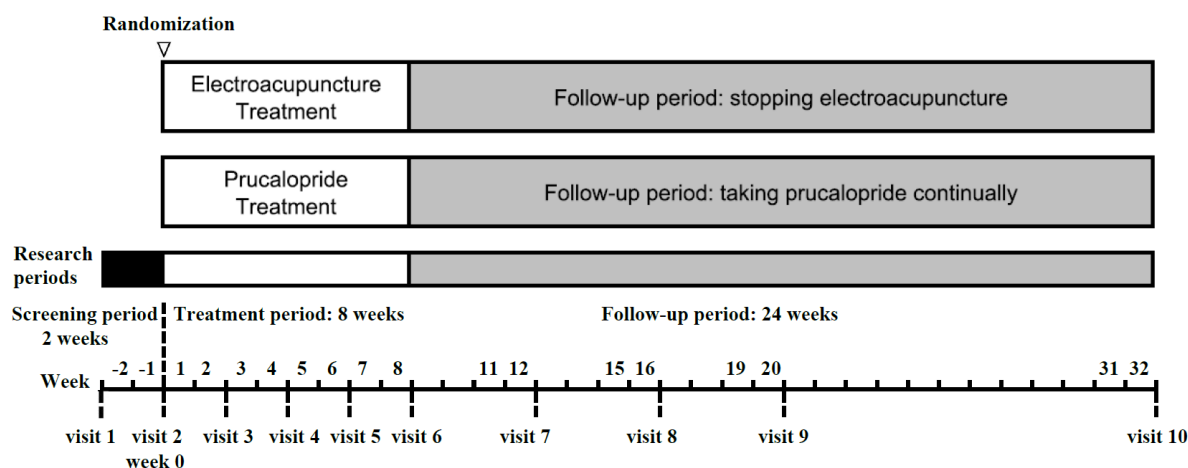 Randomization
Electroacupuncture
Treatment
Follow-up period: stopping electroacupuncture
Prucalopride
Treatment
Follow-up period: taking prucalopride continually
Research
periods
Screening period
2 weeks
Treatment period: 8 weeks
Follow-up period: 24 weeks
Week
-2 -1 1 2 3 4 5 6 7 8 11 12 15 16 19 20 31 32
visit 1 visit 2 visit 3 visit 4 visit 5 visit 6 visit 7 visit 8 visit 9 visit 10
week 0